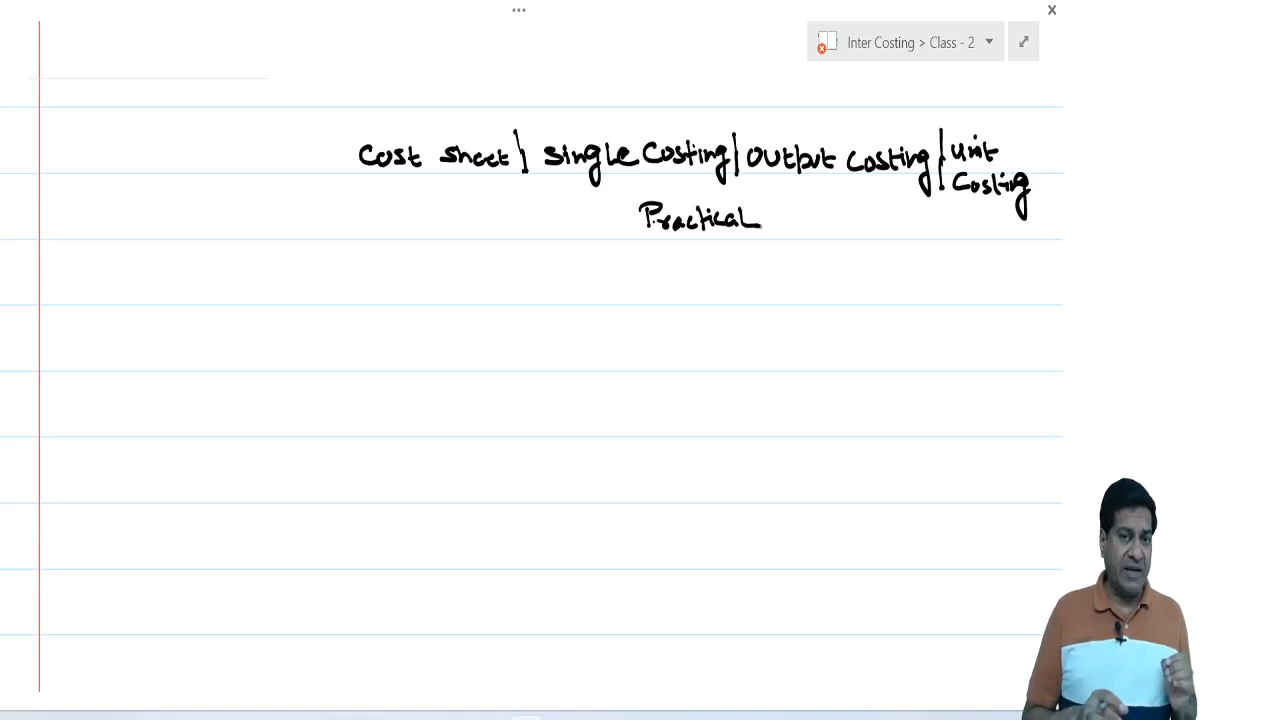 ...
x
Inter Costing > Class - 2
Cost sheet | Single Costing | Output Costing | Unit
Costing
Practical